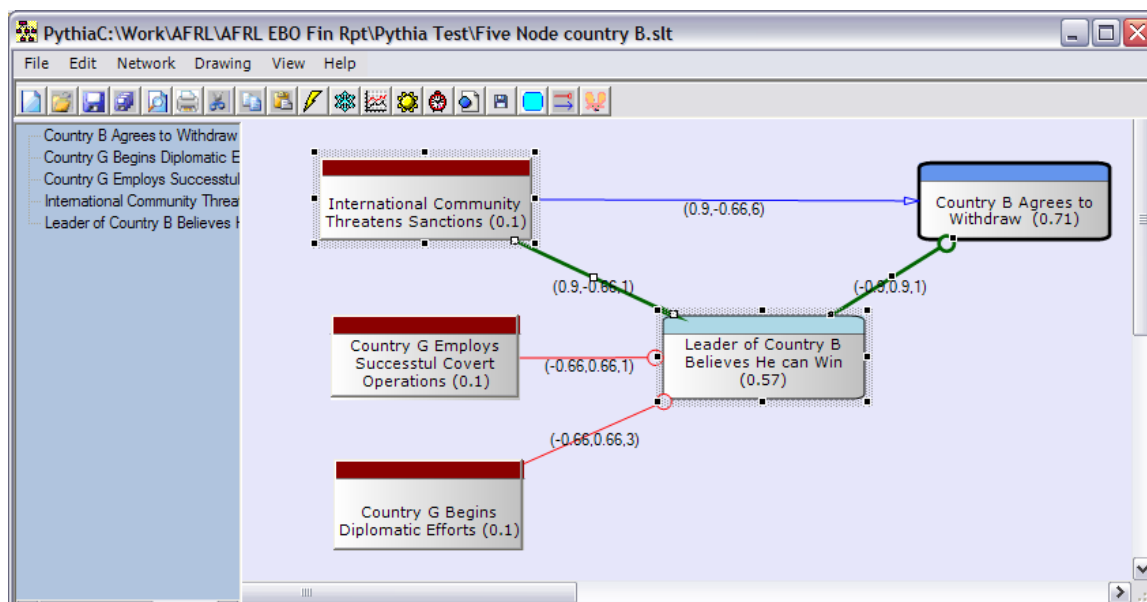 PythiaC:\Work\AFRL\AFRL EBO Fin Rpt\Pythia Test\Five Node country B.slt
File Edit Network Drawing View Help
Country B Agrees to Withdraw
Country G Begins Diplomatic E
Country G Employs Successful
International Community Threat
Leader of Country B Believes H
International Community
Threatens Sanctions (0.1)
(0.9,-0.66,6)
Country B Agrees to
Withdraw (0.71)
(0.9,-0.66,1)
(-0.9,0.9,1)
Country G Employs
Successtul Covert
Operations (0.1)
(-0.66,0.66,1)
Leader of Country B
Believes He can Win
(0.57)
(-0.66,0.66,3)
Country G Begins
Diplomatic Efforts (0.1)